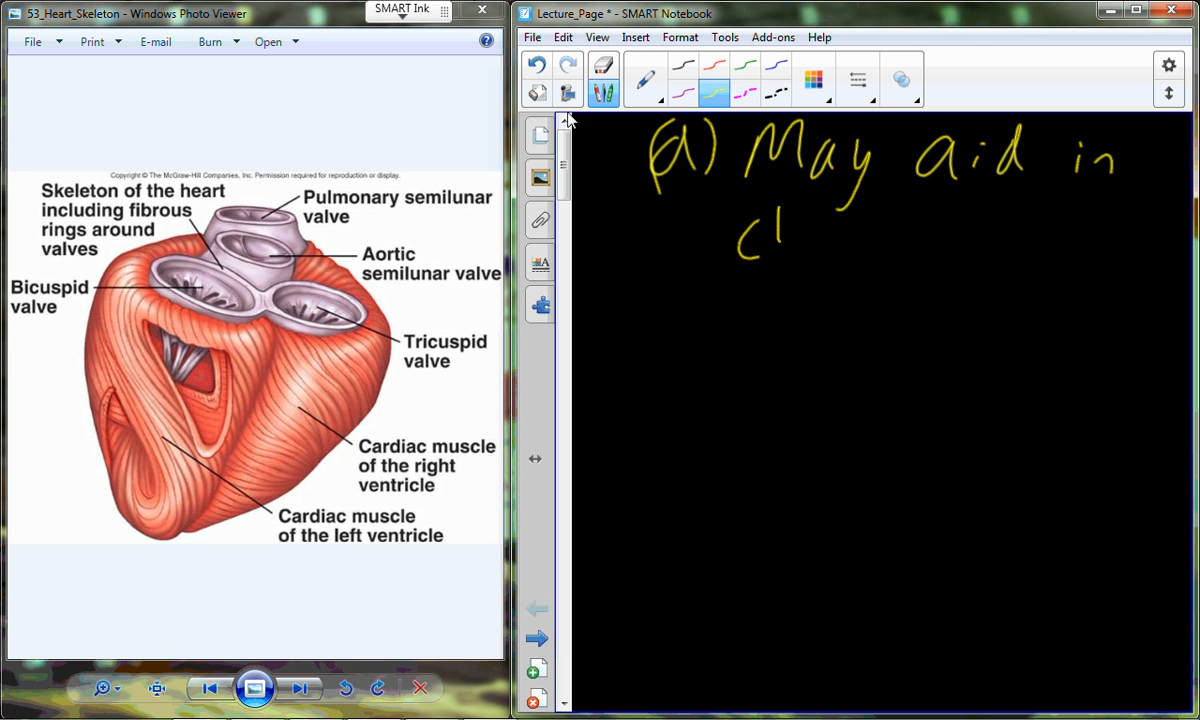 53_Heart_Skeleton - Windows Photo Viewer
SMART Ink
File Print E-mail Burn Open
Copyright © The McGraw-Hill Companies, Inc. Permission required for reproduction or display.
Skeleton of the heart
including fibrous
rings around
valves
Pulmonary semilunar
valve
Aortic
semilunar valve
Bicuspid
valve
Tricuspid
valve
Cardiac muscle
of the right
ventricle
Cardiac muscle
of the left ventricle
Lecture_Page * - SMART Notebook
File Edit View Insert Format Tools Add-ons Help
(d) May aid in
cl